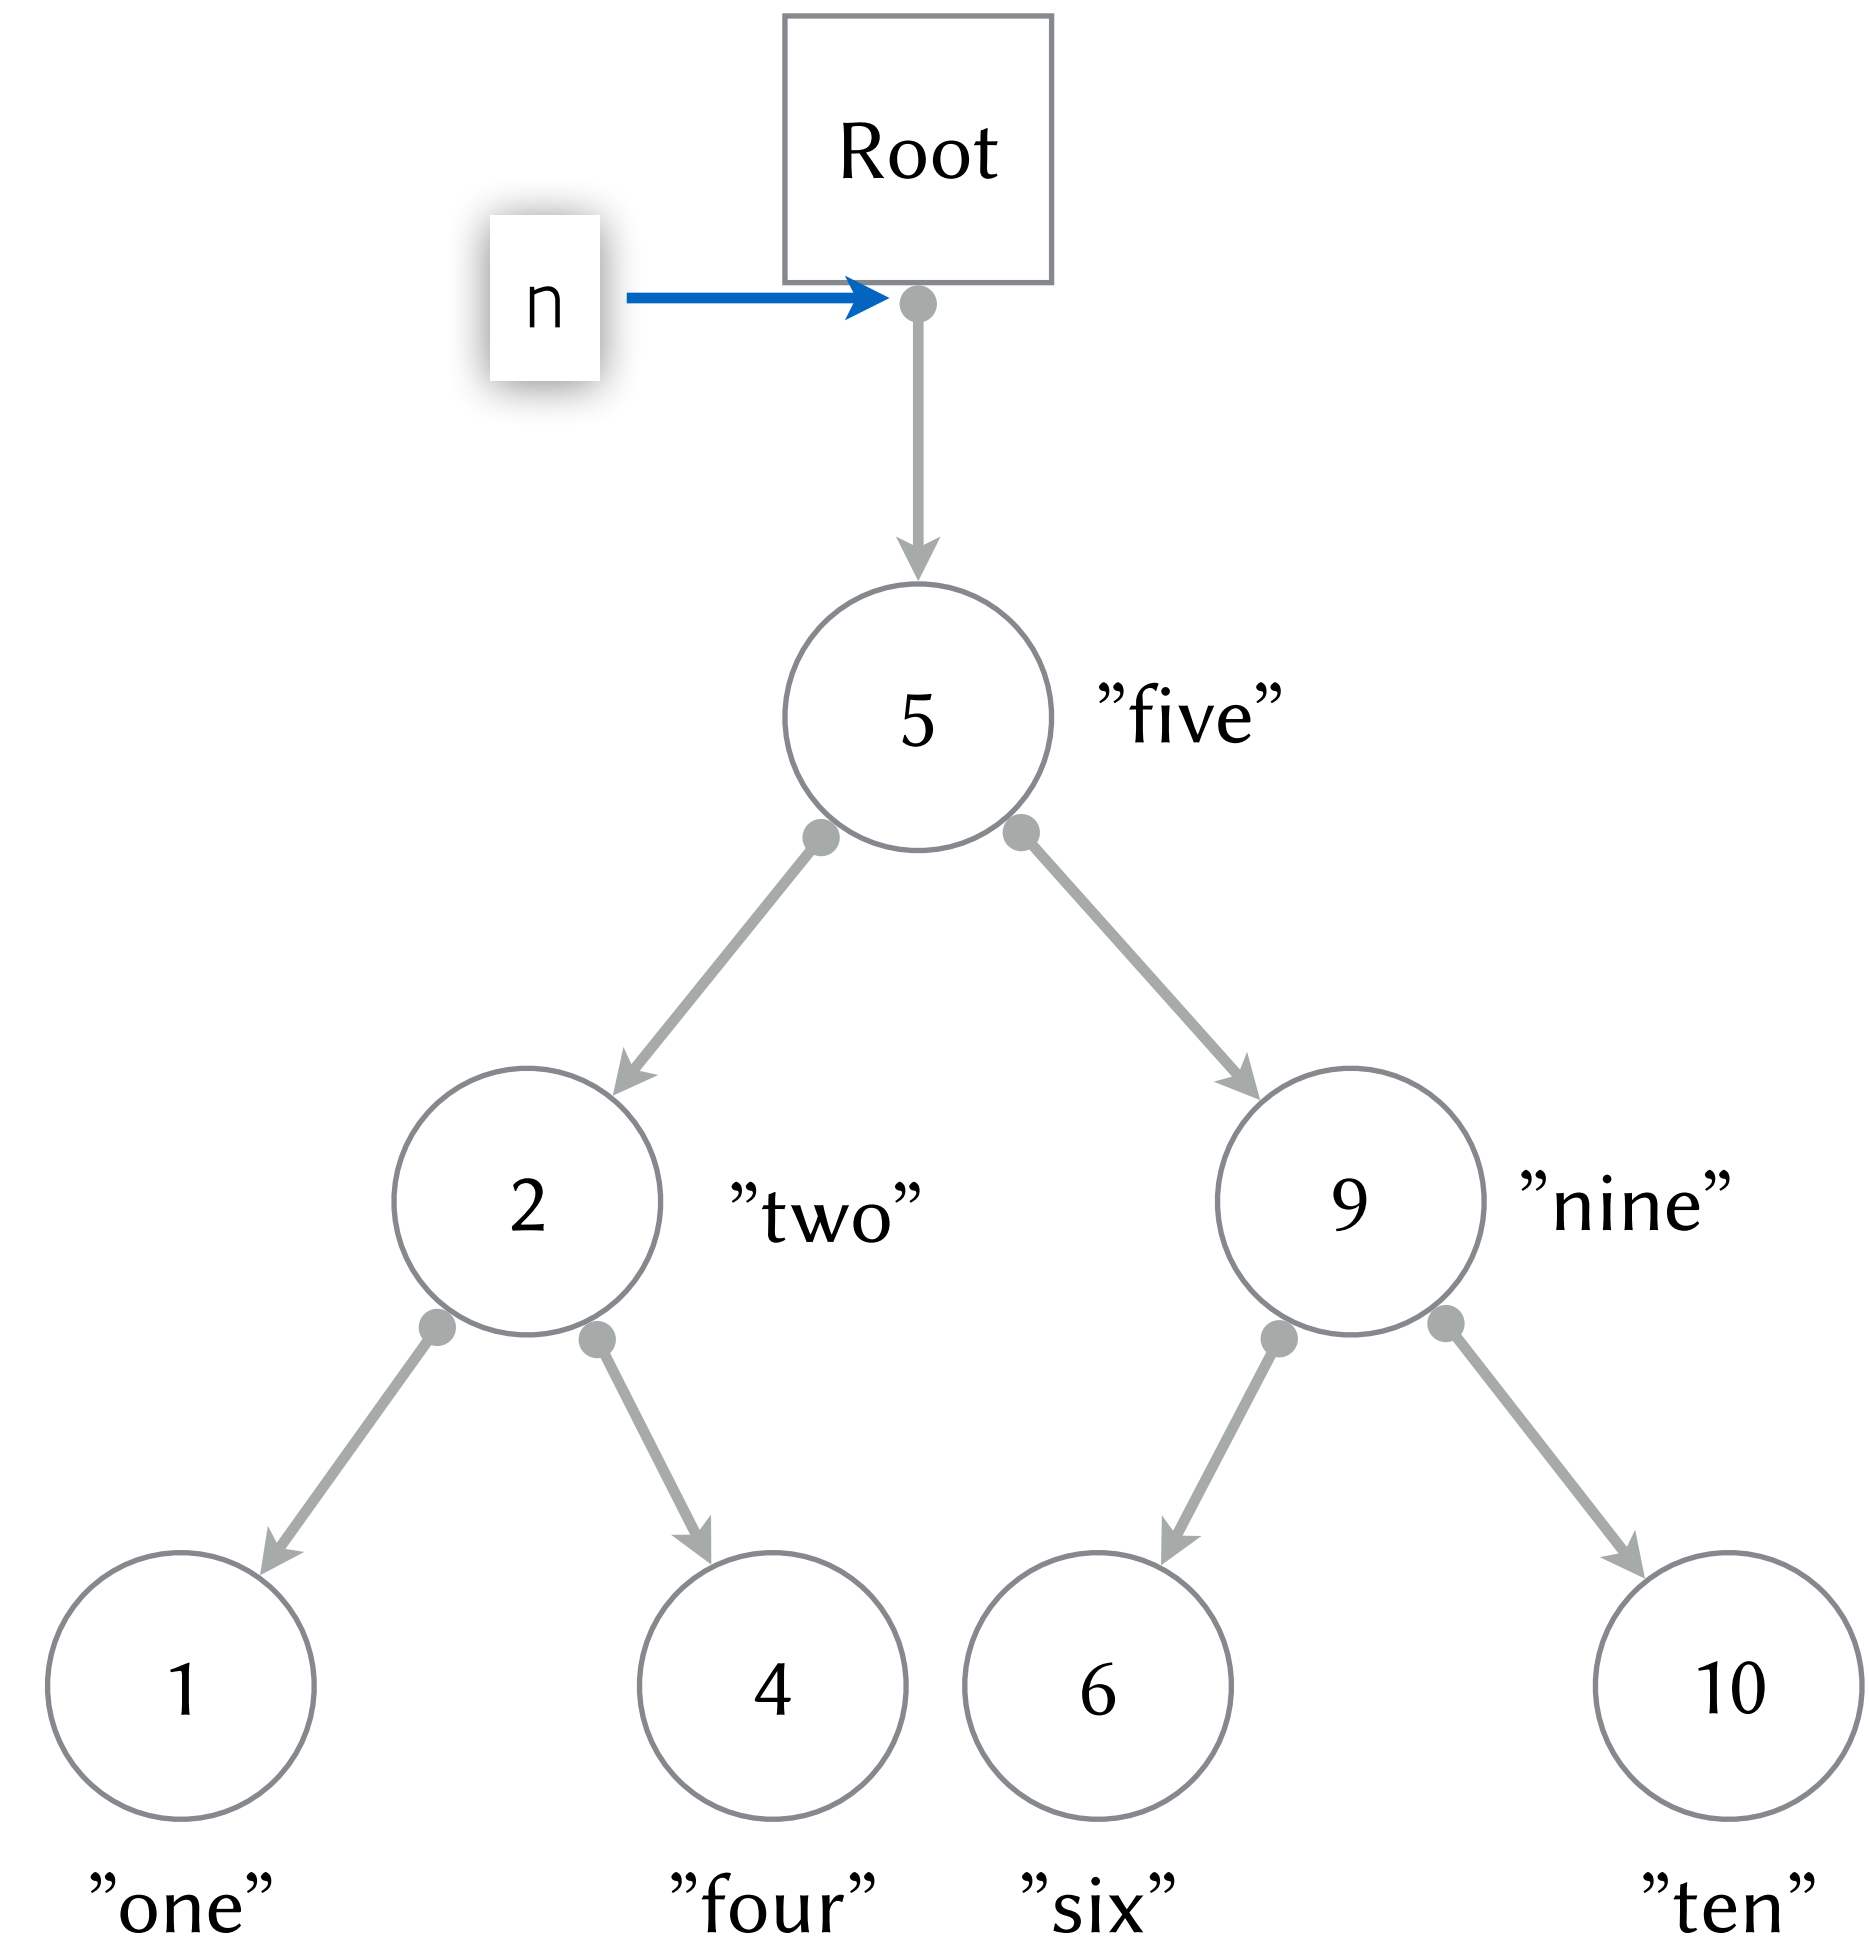 Root
n
5
”five”
2
”two”
9
”nine”
1
4
6
10
”one”
”four”
”six”
”ten”